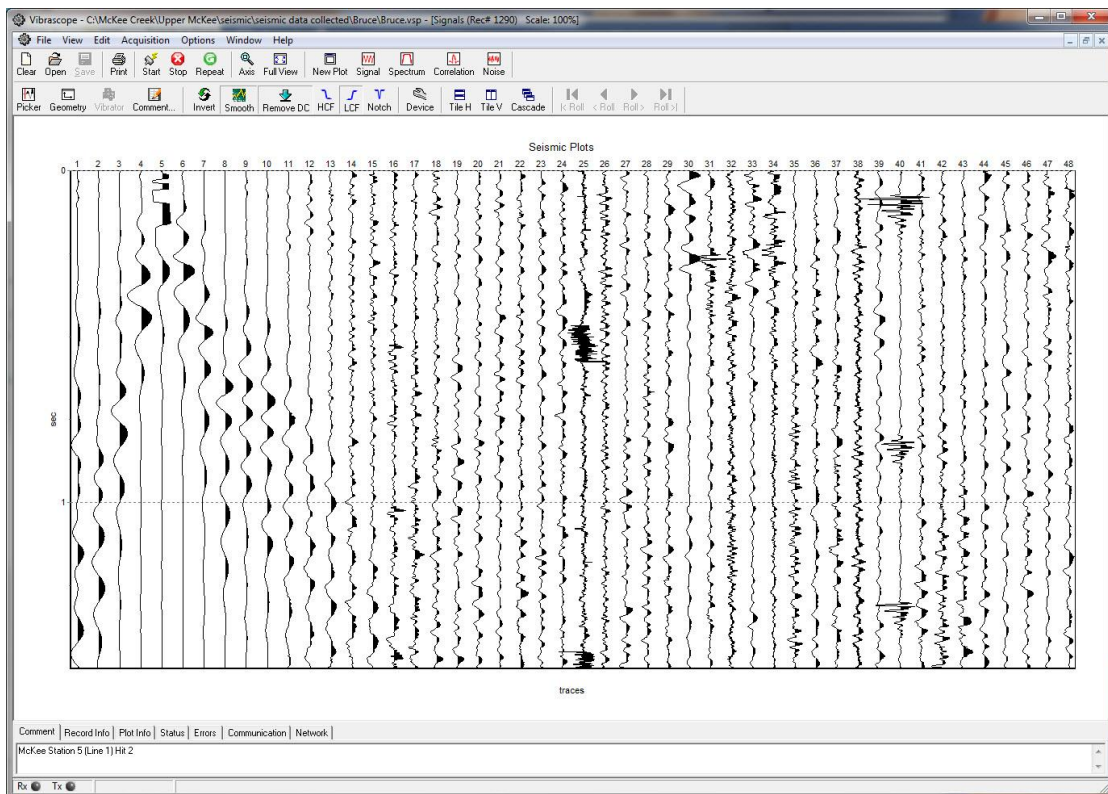 Vibrascope - C:\McKee Creek\Upper McKee\seismic\seismic data collected\Bruce\Bruce.vsp - [Signals (Rec# 1290) Scale: 100%]
File View Edit Acquisition Options Window Help
Clear Open Save Print Start Stop Repeat Axis Full View New Plot Signal Spectrum Correlation Noise
Picker Geometry Vibrator Comment... Invert Smooth Remove DC HCF LCF Notch Device Tile H Tile V Cascade |< Roll < Roll Roll > Roll >|
Seismic Plots
1 2 3 4 5 6 7 8 9 10 11 12 13 14 15 16 17 18 19 20 21 22 23 24 25 26 27 28 29 30 31 32 33 34 35 36 37 38 39 40 41 42 43 44 45 46 47 48
0
sec
1
traces
Comment Record Info Plot Info Status Errors Communication Network
McKee Station 5 (Line 1) Hit 2
Rx Tx